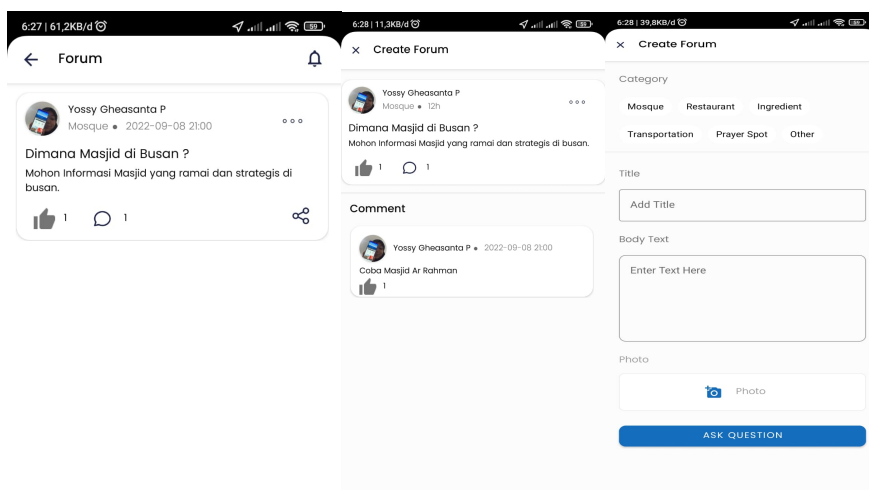 6:27 | 61,2KB/d
59
Forum
Yossy Gheasanta P
Mosque ● 2022-09-08 21:00
Dimana Masjid di Busan ?
Mohon Informasi Masjid yang ramai dan strategis di
busan.
1 1
6:28 | 11,3KB/d
59
Create Forum
Yossy Gheasanta P
Mosque ● 12h
Dimana Masjid di Busan ?
Mohon Informasi Masjid yang ramai dan strategis di busan.
1 1
Comment
Yossy Gheasanta P ● 2022-09-08 21:00
Coba Masjid Ar Rahman
1
6:28 | 39,8KB/d
59
Create Forum
Category
Mosque Restaurant Ingredient
Transportation Prayer Spot Other
Title
Add Title
Body Text
Enter Text Here
Photo
Photo
ASK QUESTION